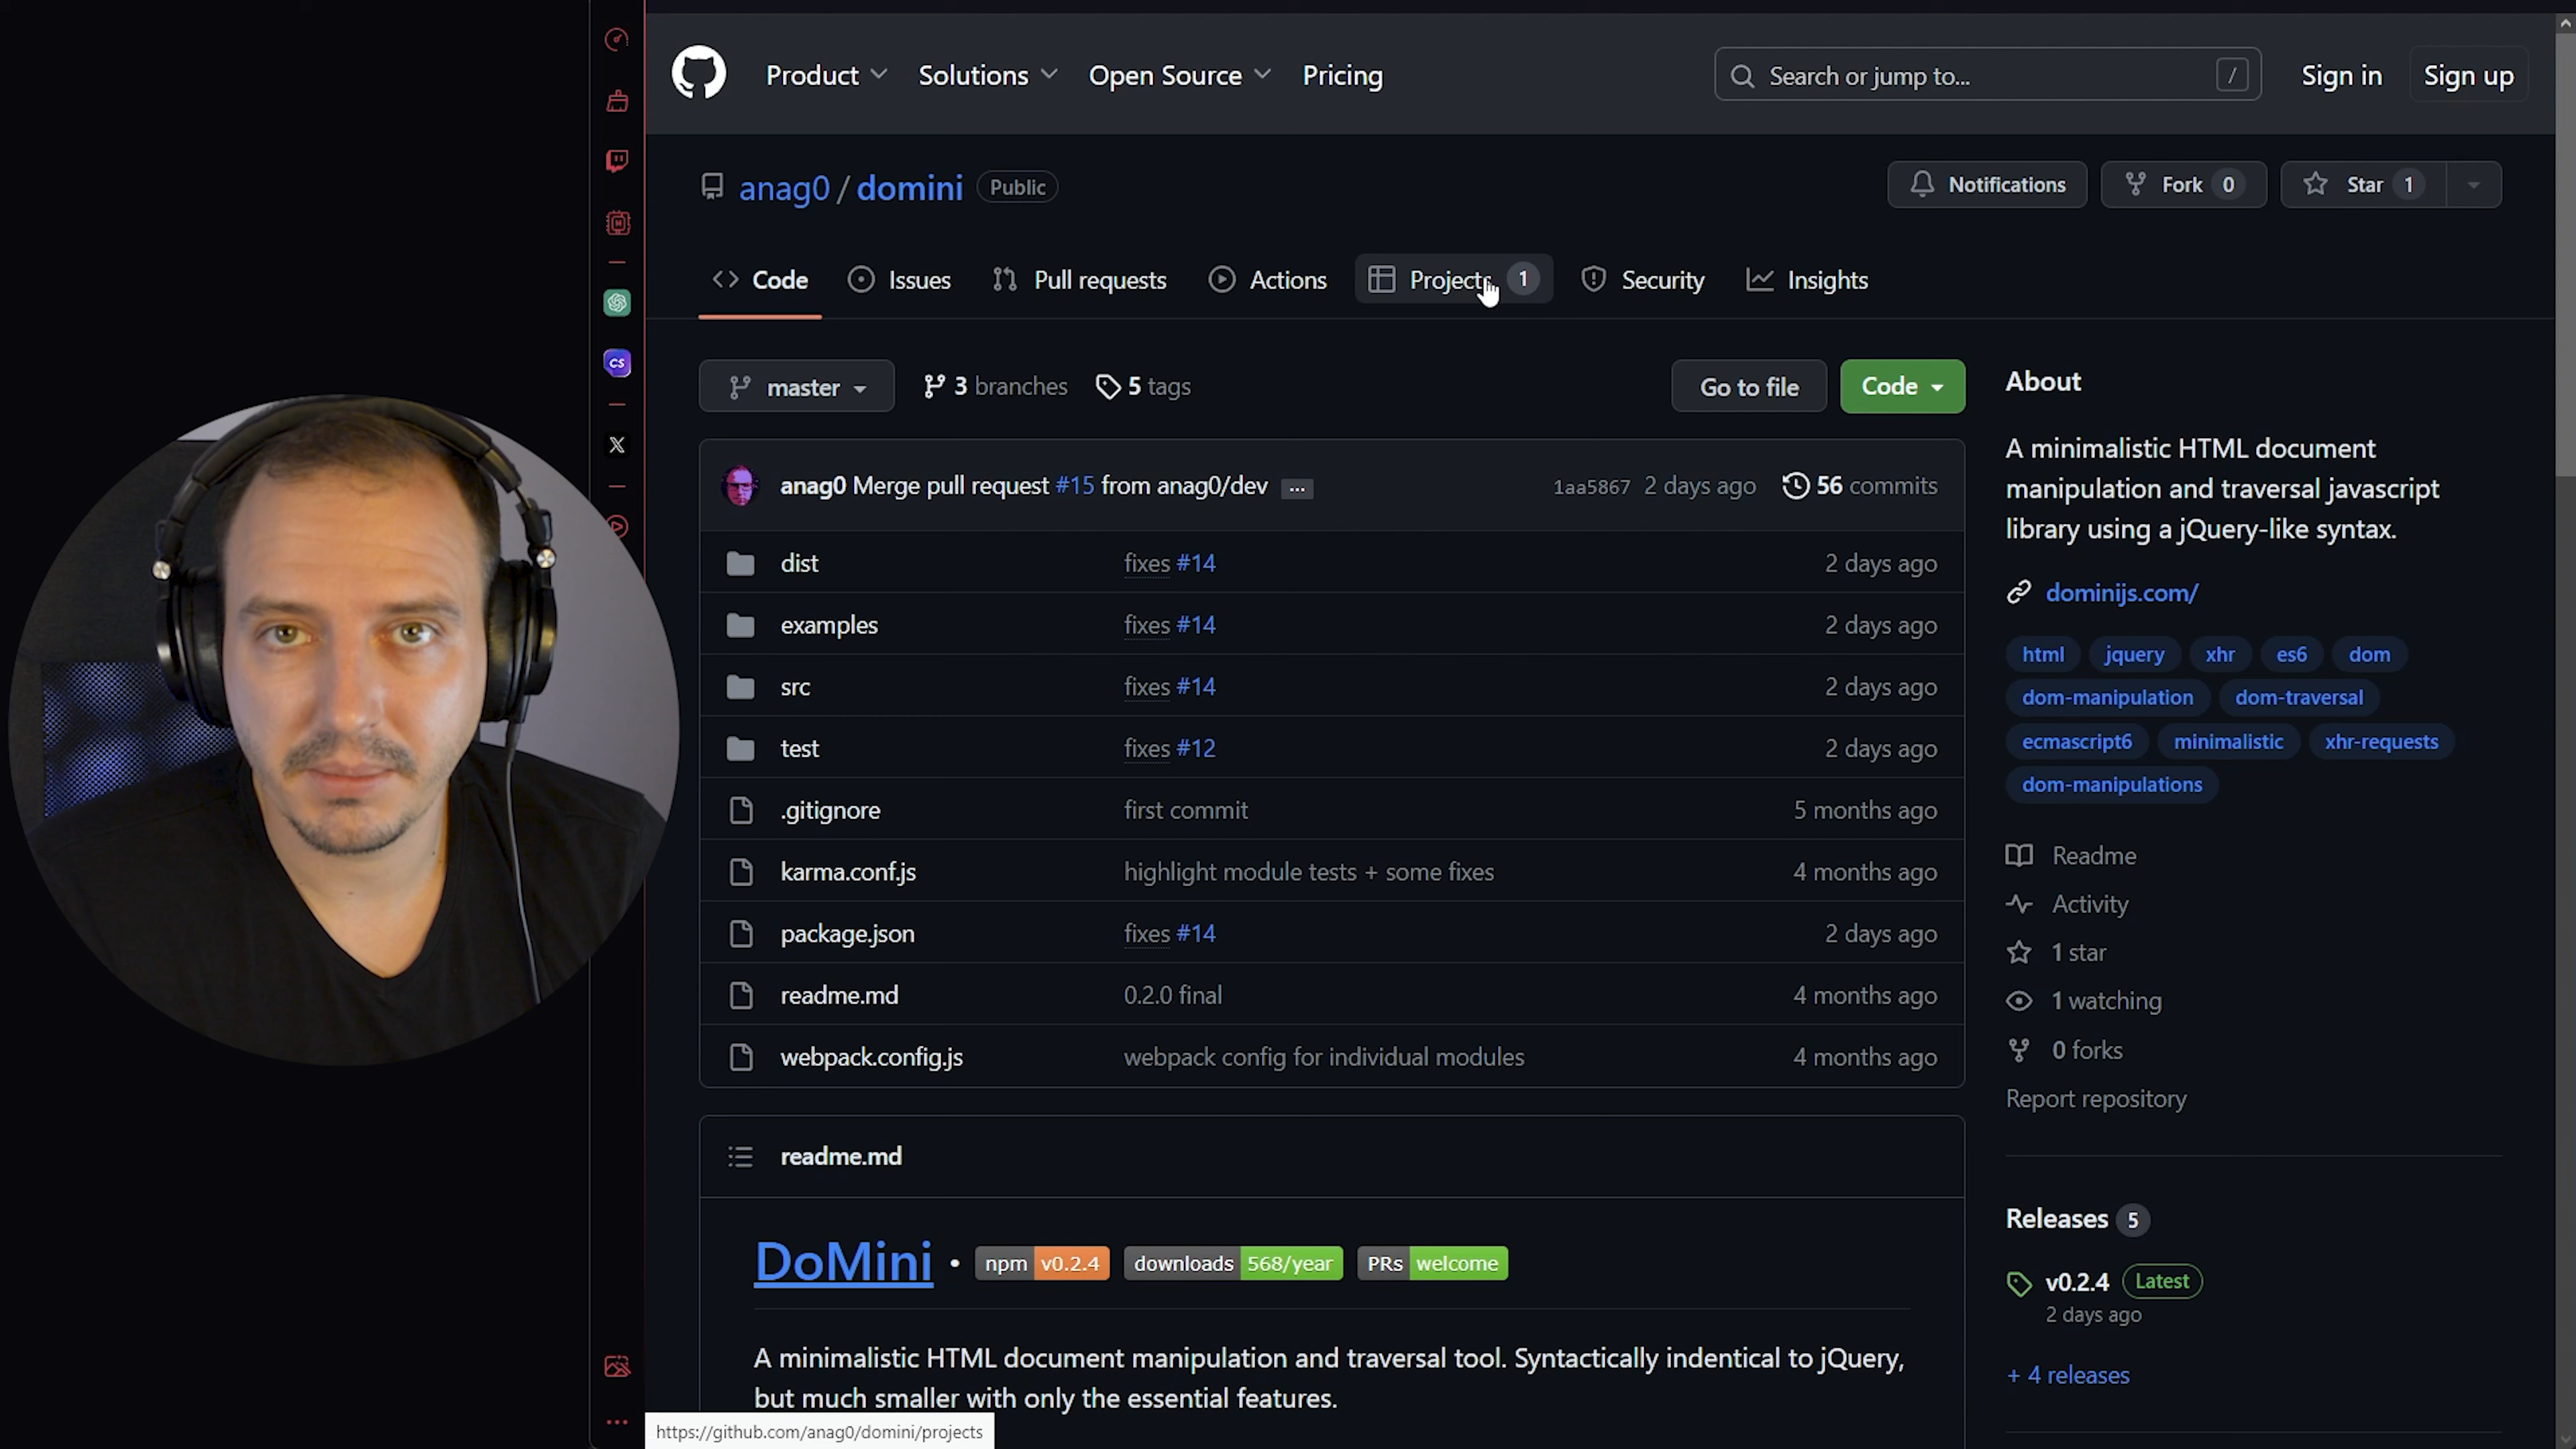 Product Solutions Open Source Pricing Search or jump to... / Sign in Sign up
anag0 / domini Public Notifications Fork 0 Star 1
Code Issues Pull requests Actions Projects 1 Security Insights
master 3 branches 5 tags Go to file Code
anag0 Merge pull request #15 from anag0/dev ... 1aa5867 2 days ago 56 commits
dist fixes #14 2 days ago
examples fixes #14 2 days ago
src fixes #14 2 days ago
test fixes #12 2 days ago
.gitignore first commit 5 months ago
karma.conf.js highlight module tests + some fixes 4 months ago
package.json fixes #14 2 days ago
readme.md 0.2.0 final 4 months ago
webpack.config.js webpack config for individual modules 4 months ago
readme.md
DoMini • npm v0.2.4 downloads 568/year PRs welcome
A minimalistic HTML document manipulation and traversal tool. Syntactically indentical to jQuery,
but much smaller with only the essential features.
https://github.com/anag0/domini/projects
About
A minimalistic HTML document
manipulation and traversal javascript
library using a jQuery-like syntax.
dominijs.com/
html jquery xhr es6 dom
dom-manipulation dom-traversal
ecmascript6 minimalistic xhr-requests
dom-manipulations
Readme
Activity
1 star
1 watching
0 forks
Report repository
Releases 5
v0.2.4 Latest
2 days ago
+ 4 releases
CS
X